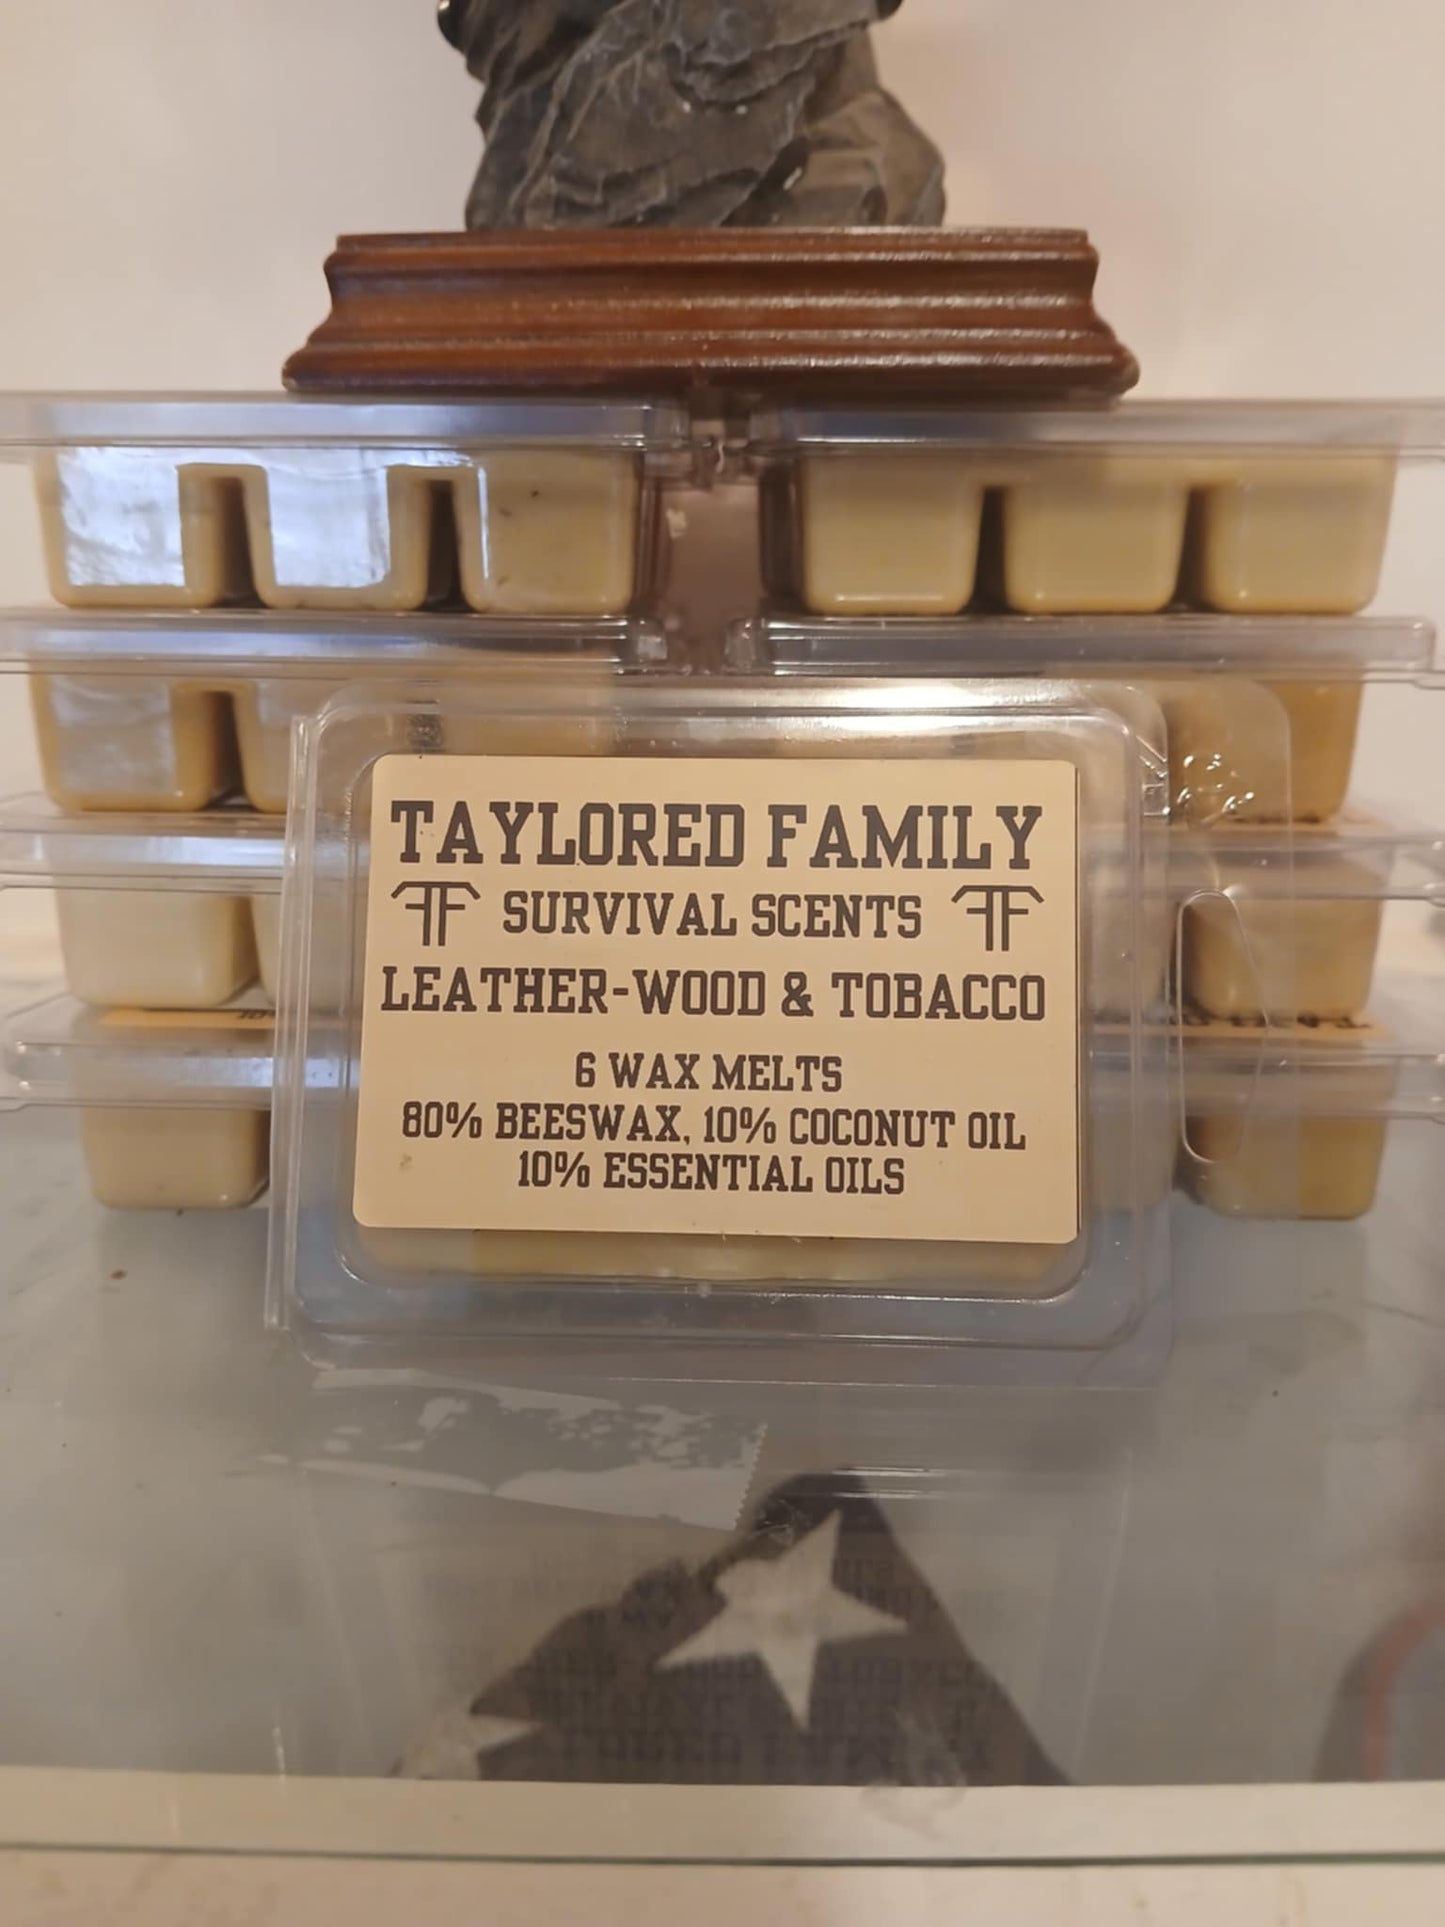 TAYLORED FAMILY
SURVIVAL SCENTS
LEATHER-WOOD & TOBACCO
6 WAX MELTS
80% BEESWAX, 10% COCONUT OIL
10% ESSENTIAL OILS